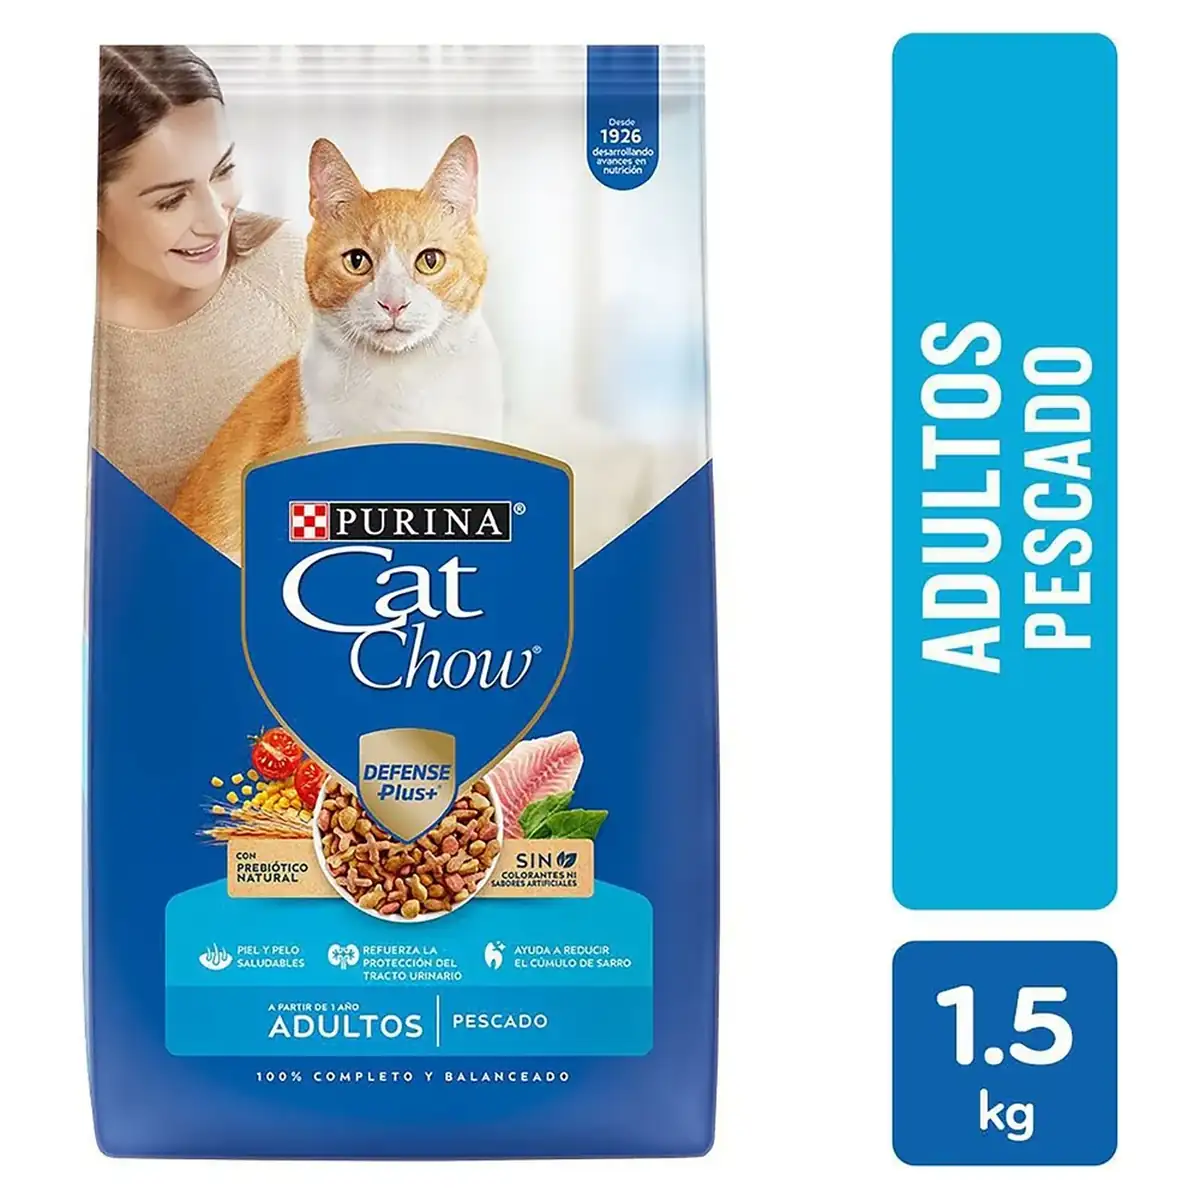 Desde
1926
desarrollando
avances en
nutrición
PURINA®
Cat
Chow®
DEFENSE
Plus+
CON
PREBIÓTICO
NATURAL
SIN
COLORANTES NI
SABORES ARTIFICIALES
PIEL Y PELO
SALUDABLES
REFUERZA LA
PROTECCIÓN DEL
TRACTO URINARIO
AYUDA A REDUCIR
EL CÚMULO DE SARRO
A PARTIR DE 1 AÑO
ADULTOS
PESCADO
100% COMPLETO Y BALANCEADO
ADULTOS
PESCADO
1.5
kg